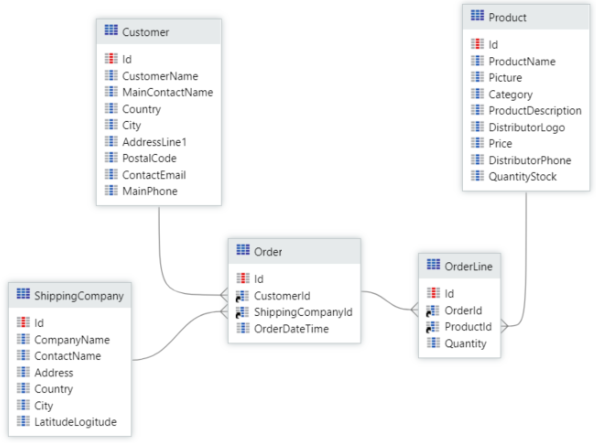 Customer
Id
CustomerName
MainContactName
Country
City
AddressLine1
PostalCode
ContactEmail
MainPhone
Product
Id
ProductName
Picture
Category
ProductDescription
DistributorLogo
Price
DistributorPhone
QuantityStock
Order
Id
CustomerId
ShippingCompanyId
OrderDateTime
OrderLine
Id
OrderId
ProductId
Quantity
ShippingCompany
Id
CompanyName
ContactName
Address
Country
City
LatitudeLogitude